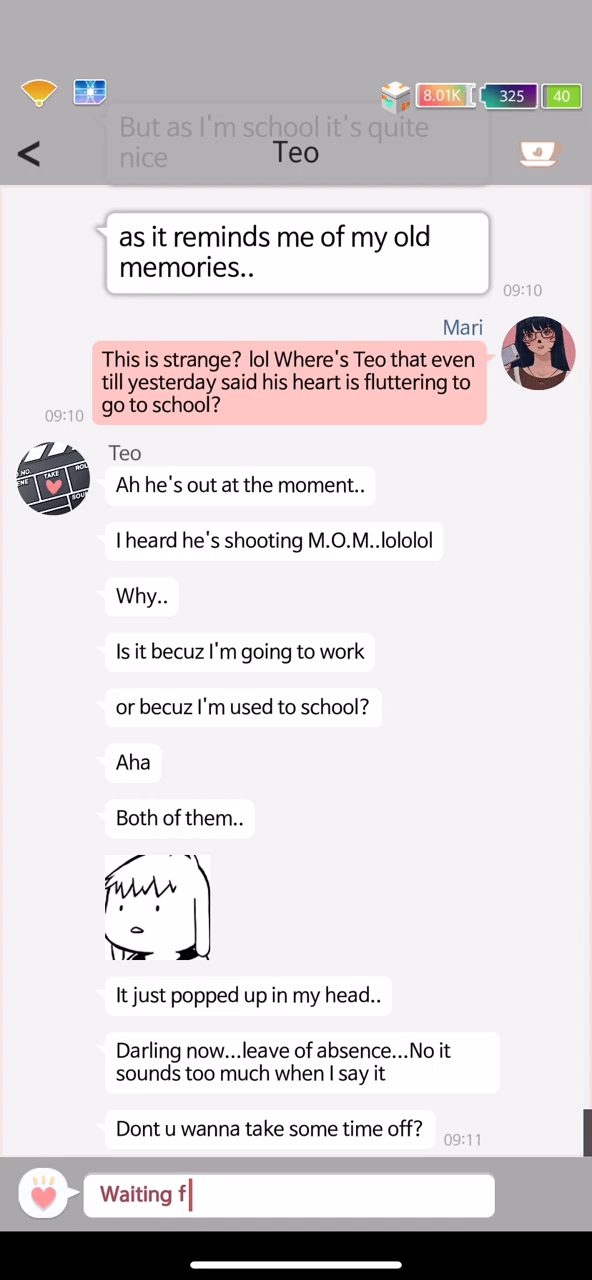 8.01K
325
40
But as I'm school it's quite
nice
<
Teo
as it reminds me of my old
memories..
09:10
Mari
This is strange? lol Where's Teo that even
till yesterday said his heart is fluttering to
go to school?
09:10
NO.
TAKE
ROL
ENE
SOU
Teo
Ah he's out at the moment..
I heard he's shooting M.O.M..lololol
Why..
Is it becuz I'm going to work
or becuz I'm used to school?
Aha
Both of them..
It just popped up in my head..
Darling now...leave of absence...No it
sounds too much when I say it
Dont u wanna take some time off?
09:11
Waiting f